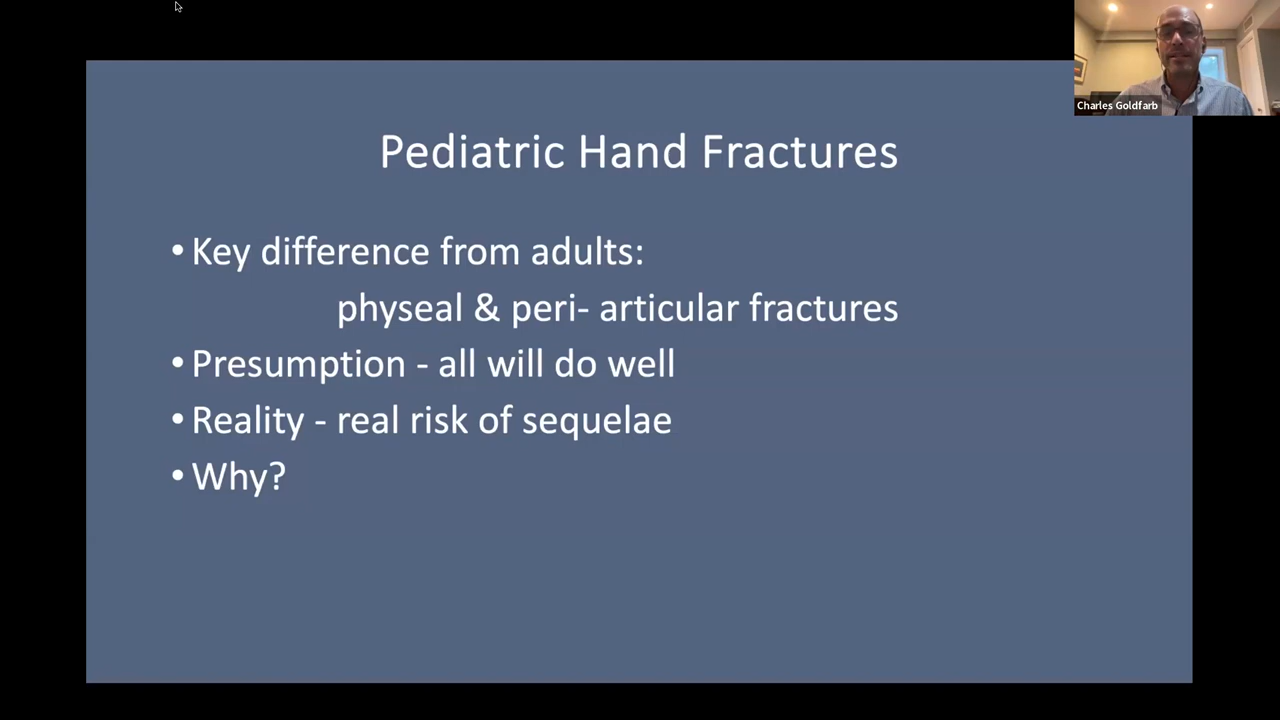 Charles Goldfarb
Pediatric Hand Fractures
• Key difference from adults:
physeal & peri- articular fractures
• Presumption - all will do well
• Reality - real risk of sequelae
• Why?